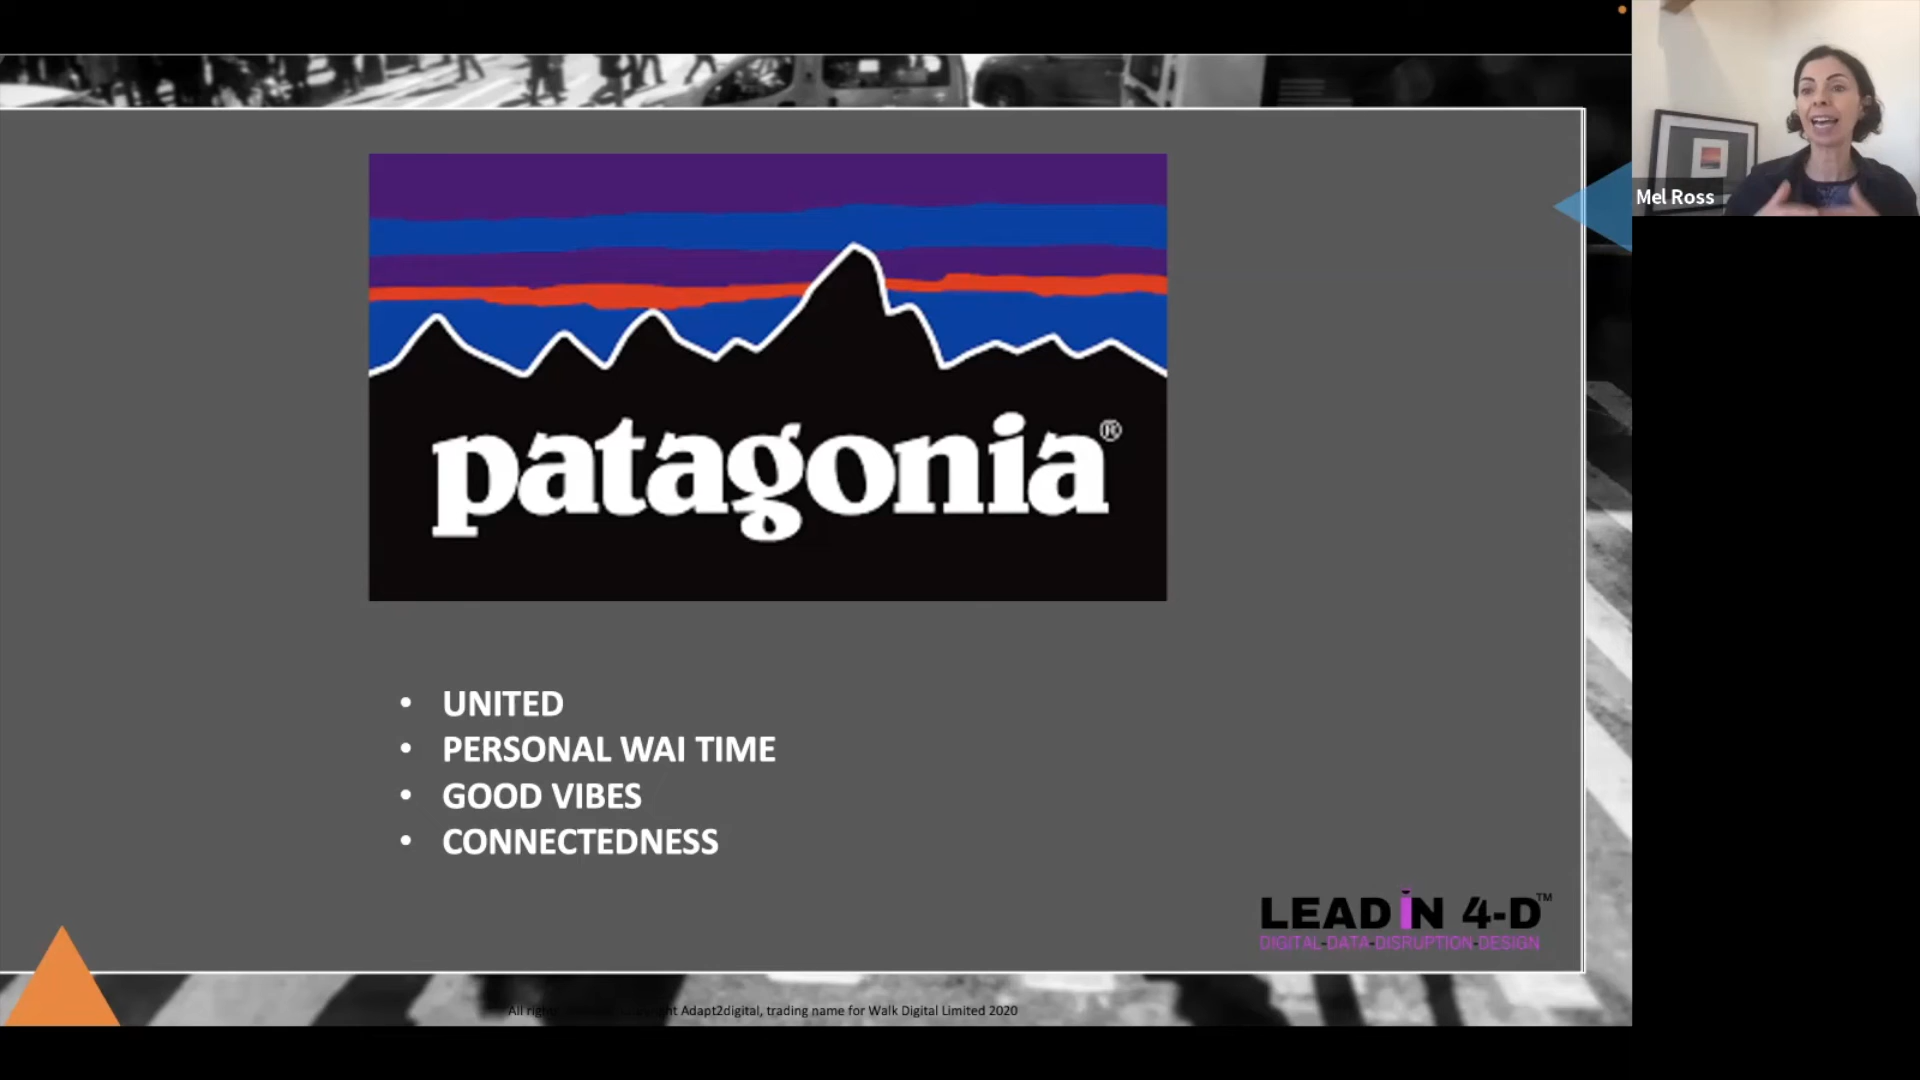 Mel Ross
patagonia®
• UNITED
• PERSONAL WAI TIME
• GOOD VIBES
• CONNECTEDNESS
LEAD iN 4-D™
DIGITAL-DATA-DISRUPTION-DESIGN
All Adapt2digital, trading name for Walk Digital Limited 2020